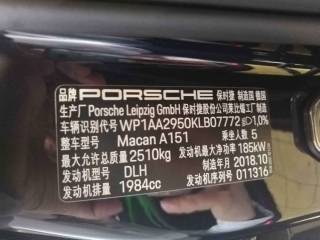 品牌 PORSCHE 保时捷 制造国 德国
生产厂 Porsche Leipzig GmbH 保时捷股份公司莱比锡工厂制造
车辆识别代号 WP1AA2950KLB07772 1,0%
整车型号 Macan A151 乘坐人数 5
最大允许总质量 2510kg 发动机最大净功率 185kW
发动机型号 DLH 制造年月 2018.10
发动机排量 1984cc 发动机序列号 011316